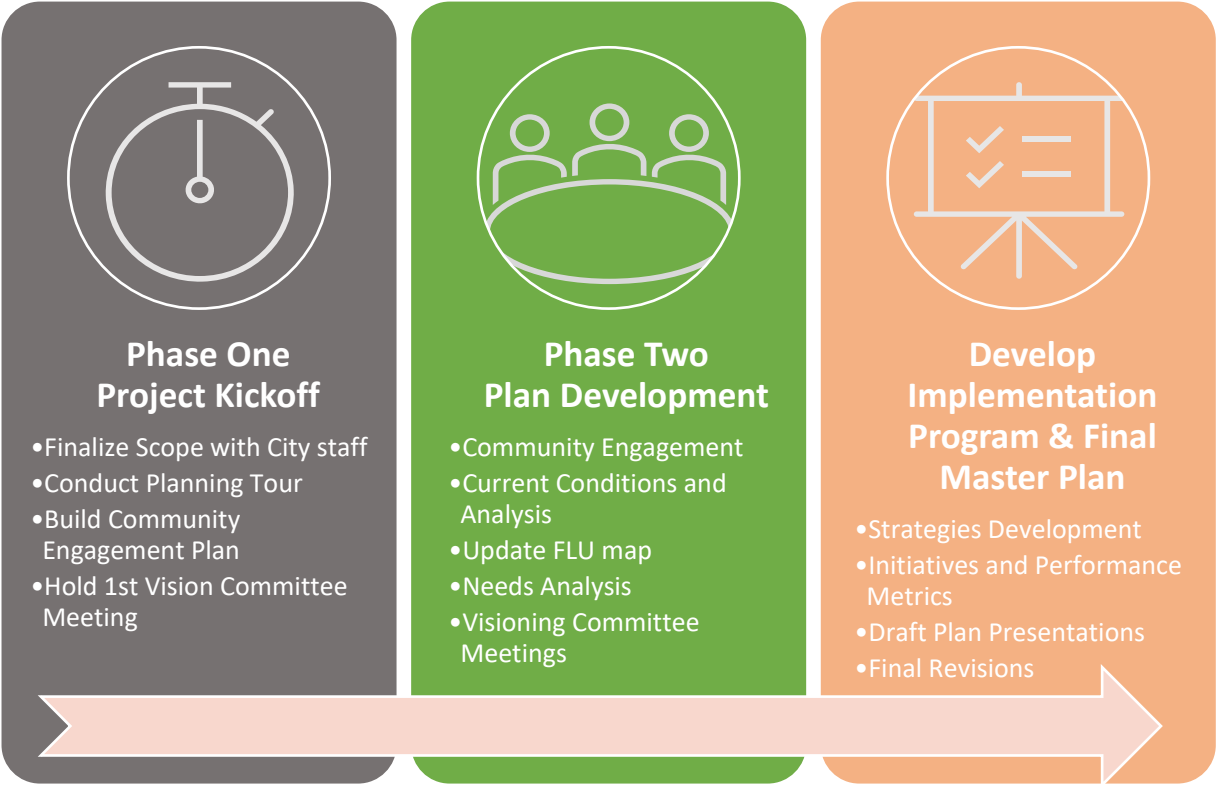 Phase One
Project Kickoff
•Finalize Scope with City staff
•Conduct Planning Tour
•Build Community
Engagement Plan
•Hold 1st Vision Committee
Meeting
Phase Two
Plan Development
•Community Engagement
•Current Conditions and
Analysis
•Update FLU map
•Needs Analysis
•Visioning Committee
Meetings
Develop
Implementation
Program & Final
Master Plan
•Strategies Development
•Initiatives and Performance
Metrics
•Draft Plan Presentations
•Final Revisions